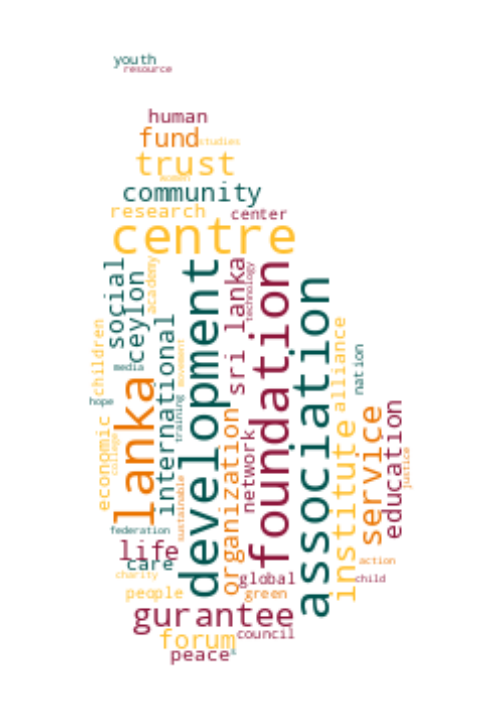 youth
resource
human
fund
studies
trust
women
community
research
center
centre
social
ceylon
academy
development
sri lanka
technology
foundation
association
children
international
movement
alliance
nation
media
hope
lanka
training
economic
college
sustainable
organization
network
institute
service
education
justice
federation
life
care
charity
people
global
green
action
child
gurantee
forum
council
peace